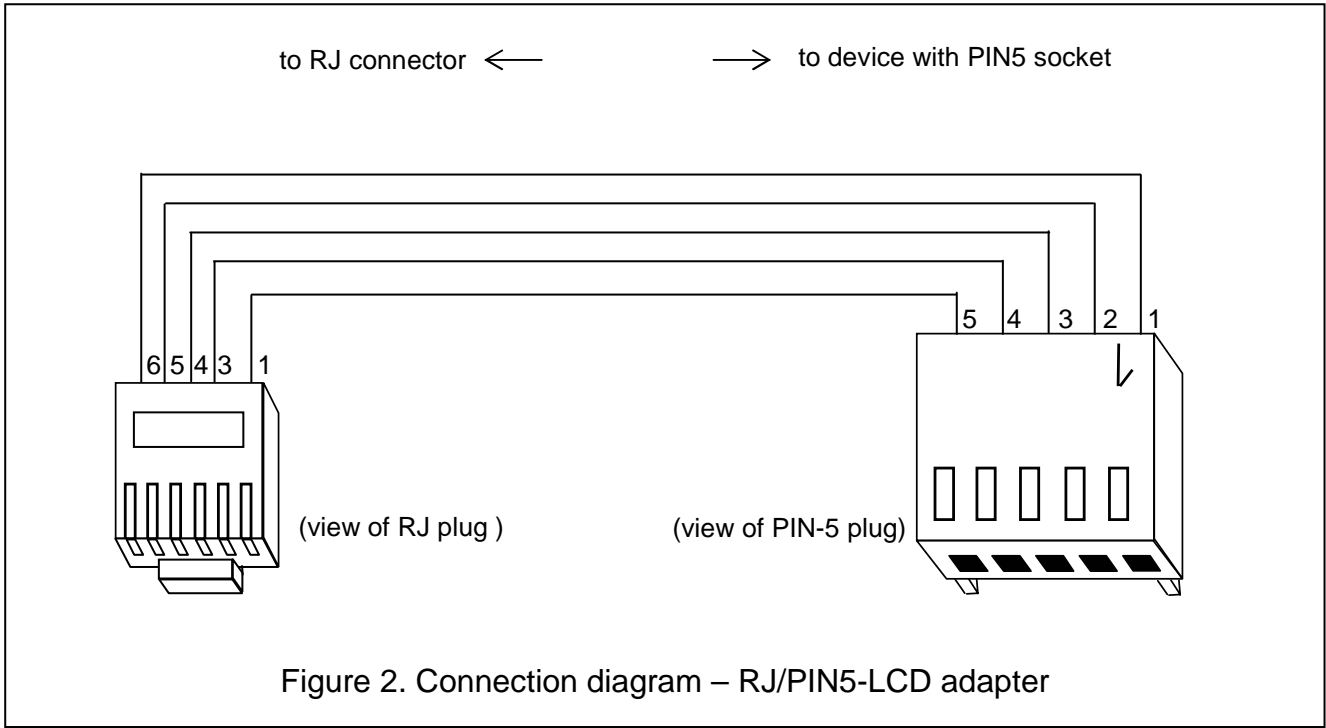 to RJ connector
to device with PIN5 socket
5 4 3 2 1
6 5 4 3 1
(view of RJ plug )
(view of PIN-5 plug)
Figure 2. Connection diagram – RJ/PIN5-LCD adapter